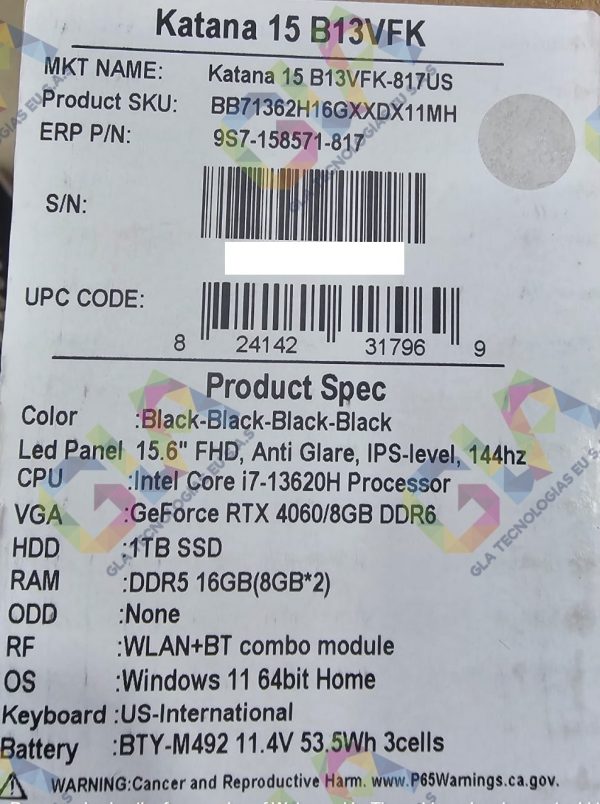 Katana 15 B13VFK
MKT NAME: Katana 15 B13VFK-817US
Product SKU: BB71362H16GXXDX11MH
ERP P/N: 9S7-158571-817
S/N:
UPC CODE:
8 24142 31796 9
Product Spec
Color :Black-Black-Black-Black
Led Panel 15.6" FHD, Anti Glare, IPS-level, 144hz
CPU :Intel Core i7-13620H Processor
VGA :GeForce RTX 4060/8GB DDR6
HDD :1TB SSD
RAM :DDR5 16GB(8GB*2)
ODD :None
RF :WLAN+BT combo module
OS :Windows 11 64bit Home
Keyboard :US-International
Battery :BTY-M492 11.4V 53.5Wh 3cells
WARNING:Cancer and Reproductive Harm. www.P65Warnings.ca.gov.
GLA TECNOLOGIAS EU S.A.S